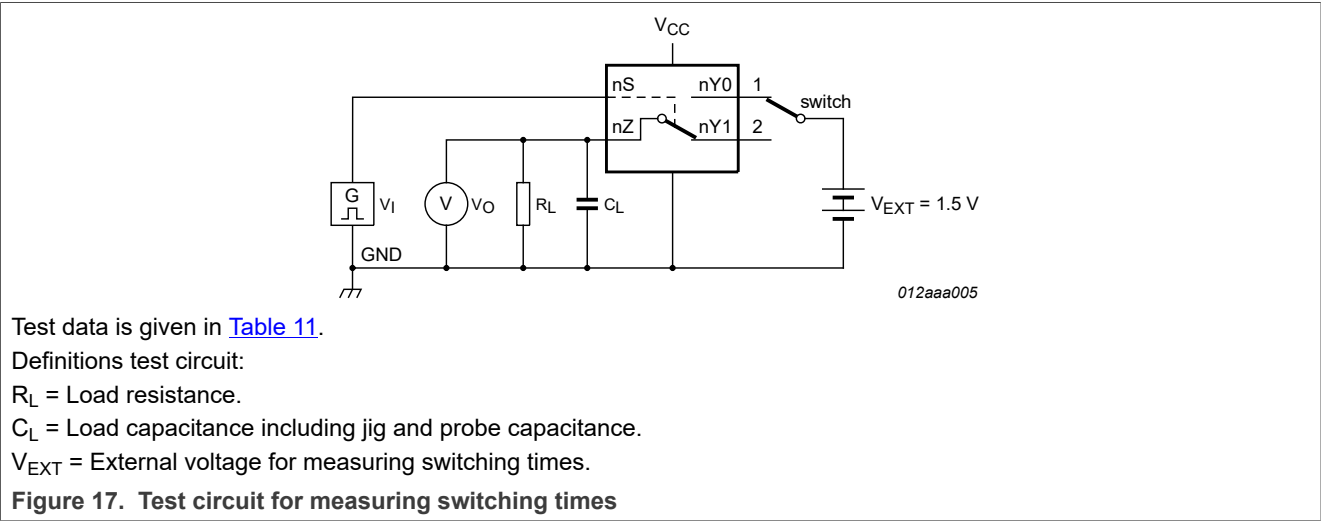 VCC
nS nY0 1
switch
nZ nY1 2
G VI V VO RL CL VEXT = 1.5 V
GND
012aaa005
Test data is given in Table 11.
Definitions test circuit:
RL = Load resistance.
CL = Load capacitance including jig and probe capacitance.
VEXT = External voltage for measuring switching times.
Figure 17. Test circuit for measuring switching times